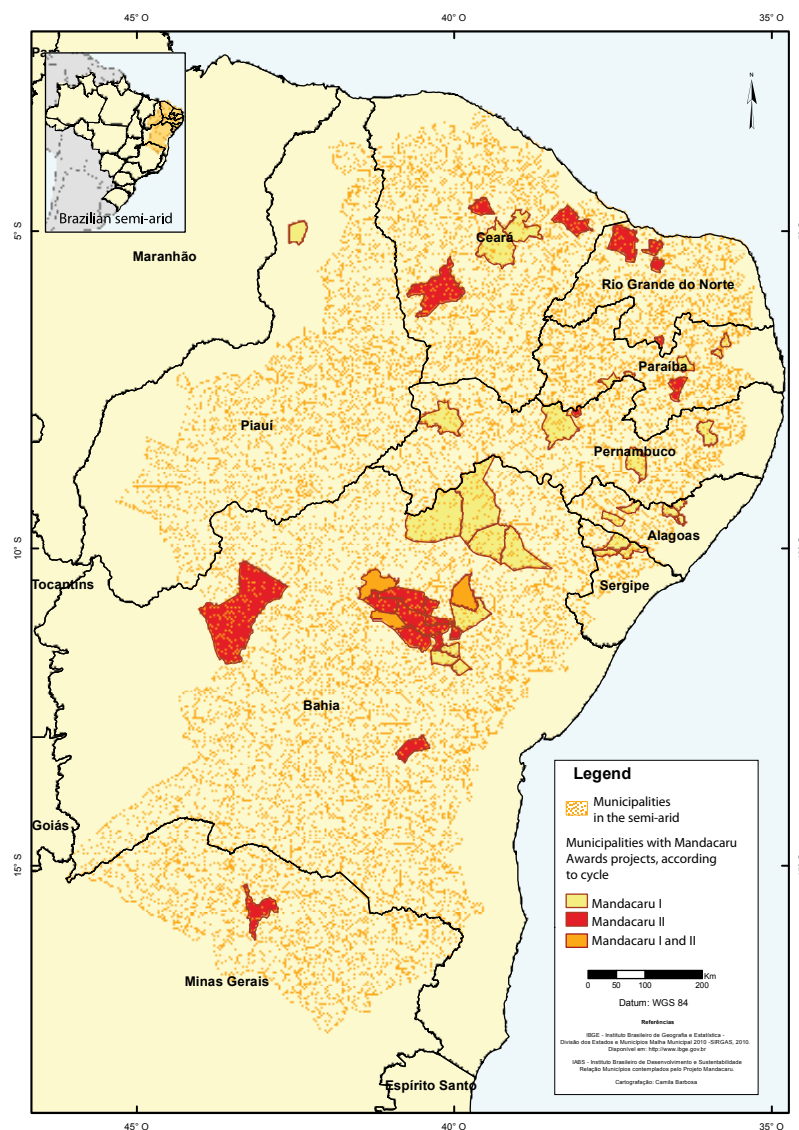 45° O
40° O
35° O
Pará
Brazilian semi-arid
N
5° S
Maranhão
Ceará
Rio Grande do Norte
Paraíba
Piauí
Pernambuco
Alagoas
10° S
Tocantins
Sergipe
Bahia
Goiás
15° S
Minas Gerais
Espírito Santo
Legend
Municipalities
in the semi-arid
Municipalities with Mandacaru
Awards projects, according
to cycle
Mandacaru I
Mandacaru II
Mandacaru I and II
0 50 100 200
Km
Datum: WGS 84
Referências
IBGE - Instituto Brasileiro de Geografia e Estatística -
Divisão dos Estados e Municípios Malha Municipal 2010 -SIRGAS, 2010.
Disponível em: http://www.ibge.gov.br
IABS - Instituto Brasileiro de Desenvolvimento e Sustentabilidade
Relação Municípios contemplados pelo Projeto Mandacaru.
Cartografação: Camila Barbosa
45° O
40° O
35° O